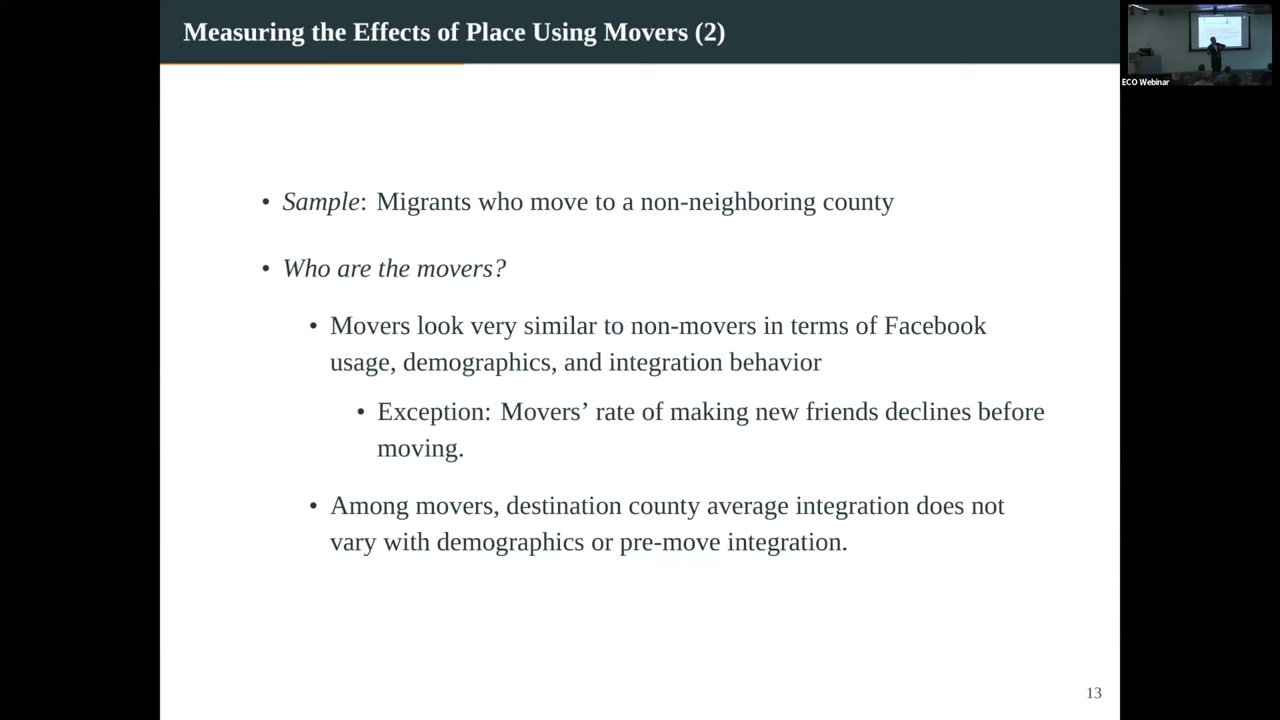 Measuring the Effects of Place Using Movers (2)
ECO Webinar
• Sample: Migrants who move to a non-neighboring county
• Who are the movers?
• Movers look very similar to non-movers in terms of Facebook
usage, demographics, and integration behavior
• Exception: Movers’ rate of making new friends declines before
moving.
• Among movers, destination county average integration does not
vary with demographics or pre-move integration.
13